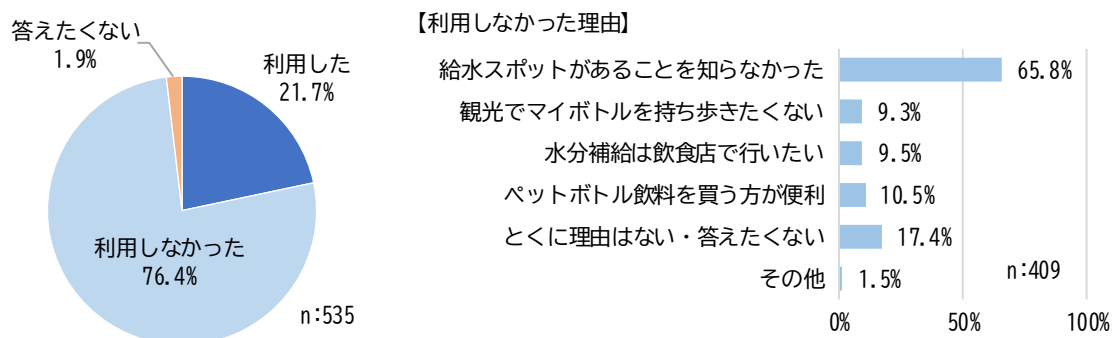 答えたくない
1.9%
利用した
21.7%
利用しなかった
76.4%
n:535
【利用しなかった理由】
給水スポットがあることを知らなかった 65.8%
観光でマイボトルを持ち歩きたくない 9.3%
水分補給は飲食店で行いたい 9.5%
ペットボトル飲料を買う方が便利 10.5%
とくに理由はない・答えたくない 17.4%
その他 1.5%
n:409
0% 50% 100%